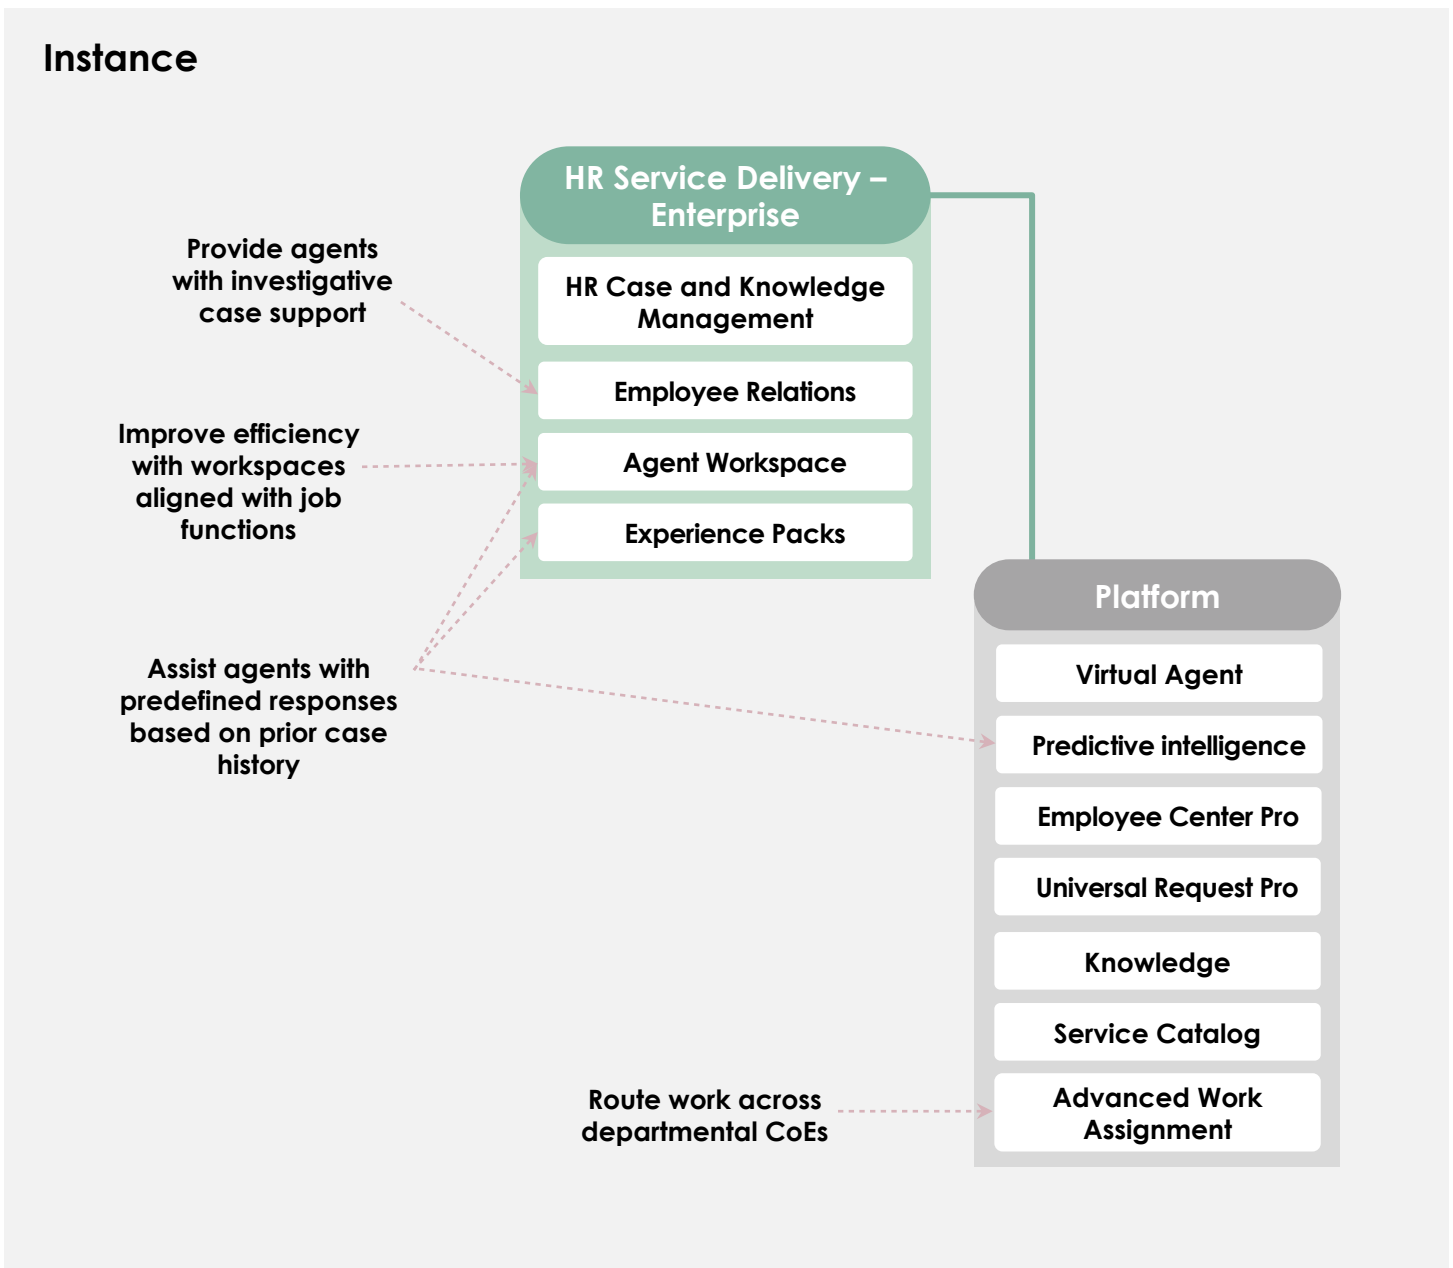 Instance
HR Service Delivery –
Enterprise
HR Case and Knowledge
Management
Employee Relations
Agent Workspace
Experience Packs
Provide agents
with investigative
case support
Improve efficiency
with workspaces
aligned with job
functions
Assist agents with
predefined responses
based on prior case
history
Platform
Virtual Agent
Predictive intelligence
Employee Center Pro
Universal Request Pro
Knowledge
Service Catalog
Advanced Work
Assignment
Route work across
departmental CoEs